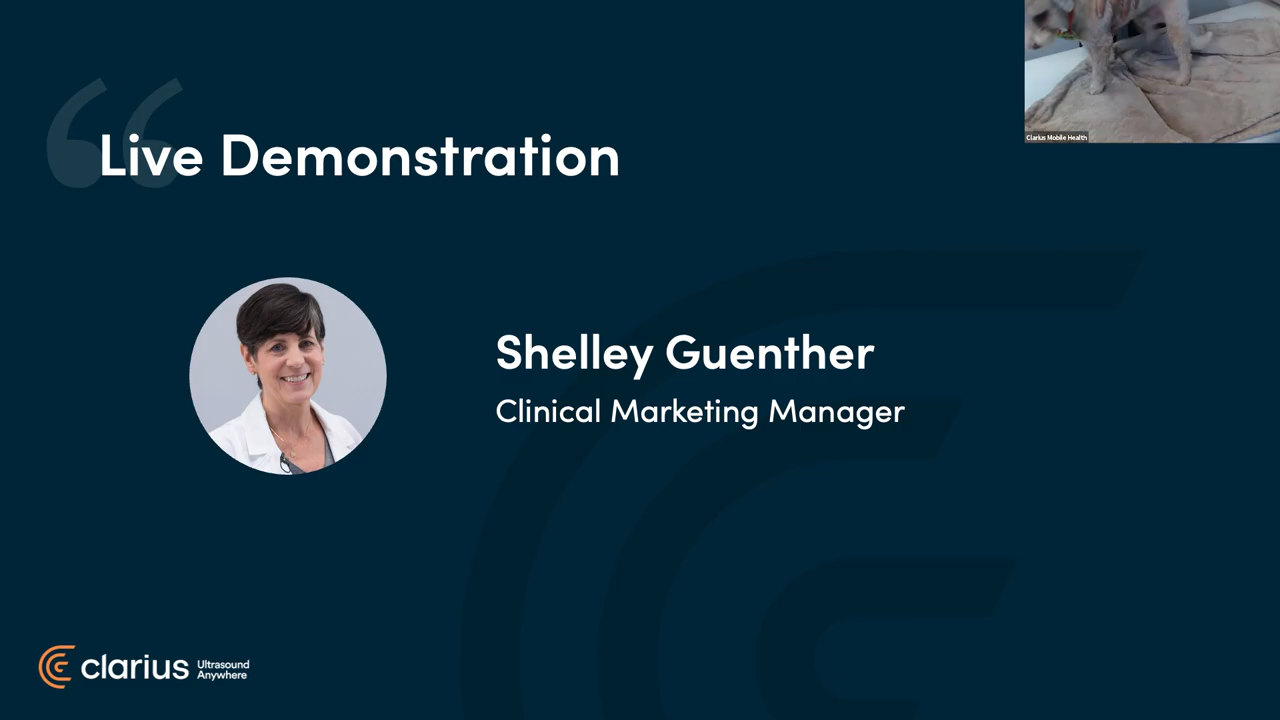 Clarius Mobile Health
Live Demonstration
Shelley Guenther
Clinical Marketing Manager
clarius Ultrasound
Anywhere